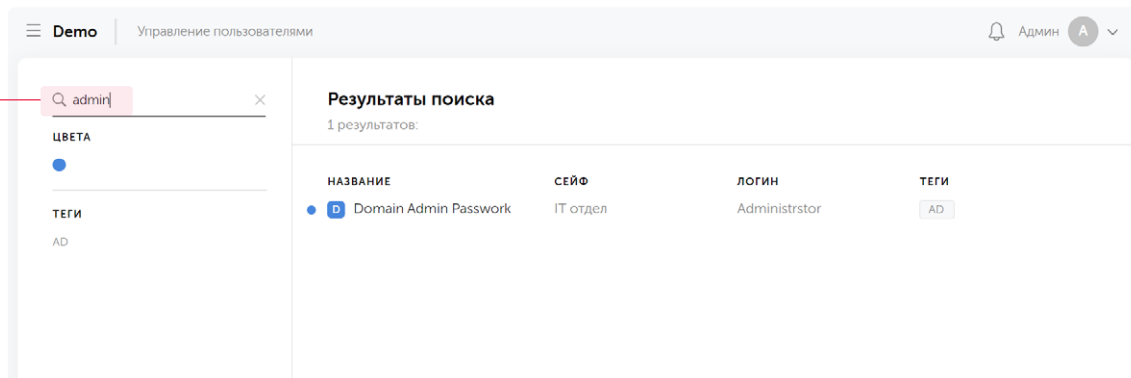 Demo Управление пользователями Админ А
admin
ЦВЕТА
ТЕГИ
AD
Результаты поиска
1 результатов:
НАЗВАНИЕ СЕЙФ ЛОГИН ТЕГИ
D Domain Admin Passwork IT отдел Administrstor AD